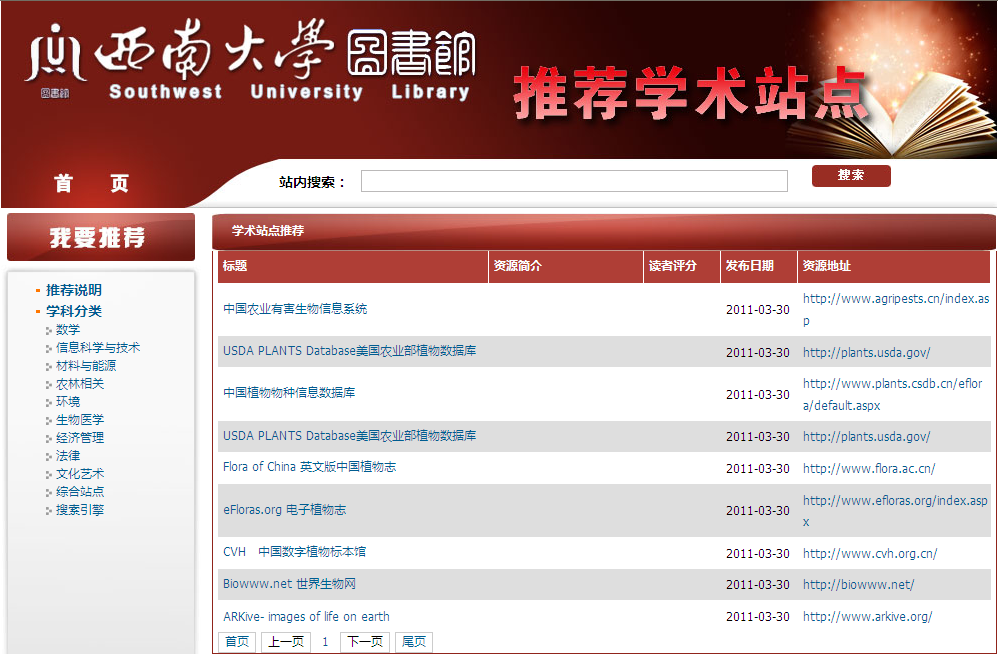 西南大学 圖書館
圖書館
Southwest University Library
推荐学术站点
首 页
站内搜索：
搜索
我要推荐
推荐说明
学科分类
数学
信息科学与技术
材料与能源
农林相关
环境
生物医学
经济管理
法律
文化艺术
综合站点
搜索引擎
学术站点推荐
标题 资源简介 读者评分 发布日期 资源地址
中国农业有害生物信息系统 2011-03-30 http://www.agripests.cn/index.as
p
USDA PLANTS Database美国农业部植物数据库 2011-03-30 http://plants.usda.gov/
中国植物物种信息数据库 2011-03-30 http://www.plants.csdb.cn/eflor
a/default.aspx
USDA PLANTS Database美国农业部植物数据库 2011-03-30 http://plants.usda.gov/
Flora of China 英文版中国植物志 2011-03-30 http://www.flora.ac.cn/
eFloras.org 电子植物志 2011-03-30 http://www.efloras.org/index.asp
x
CVH 中国数字植物标本馆 2011-03-30 http://www.cvh.org.cn/
Biowww.net 世界生物网 2011-03-30 http://biowww.net/
ARKive- images of life on earth 2011-03-30 http://www.arkive.org/
首页 上一页 1 下一页 尾页